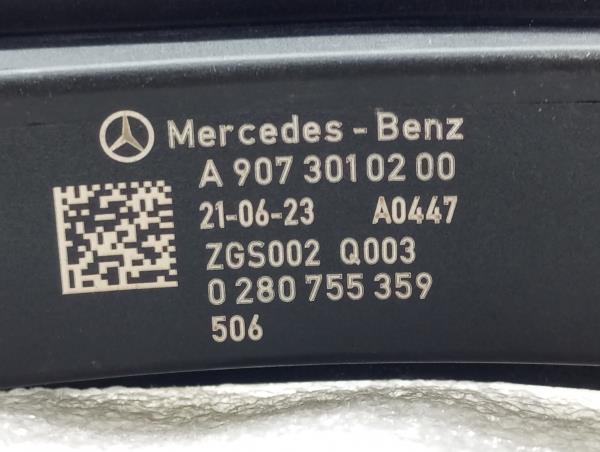 Mercedes-Benz
A 907 301 02 00
21-06-23 A0447
ZGS002 Q003
0 280 755 359
506